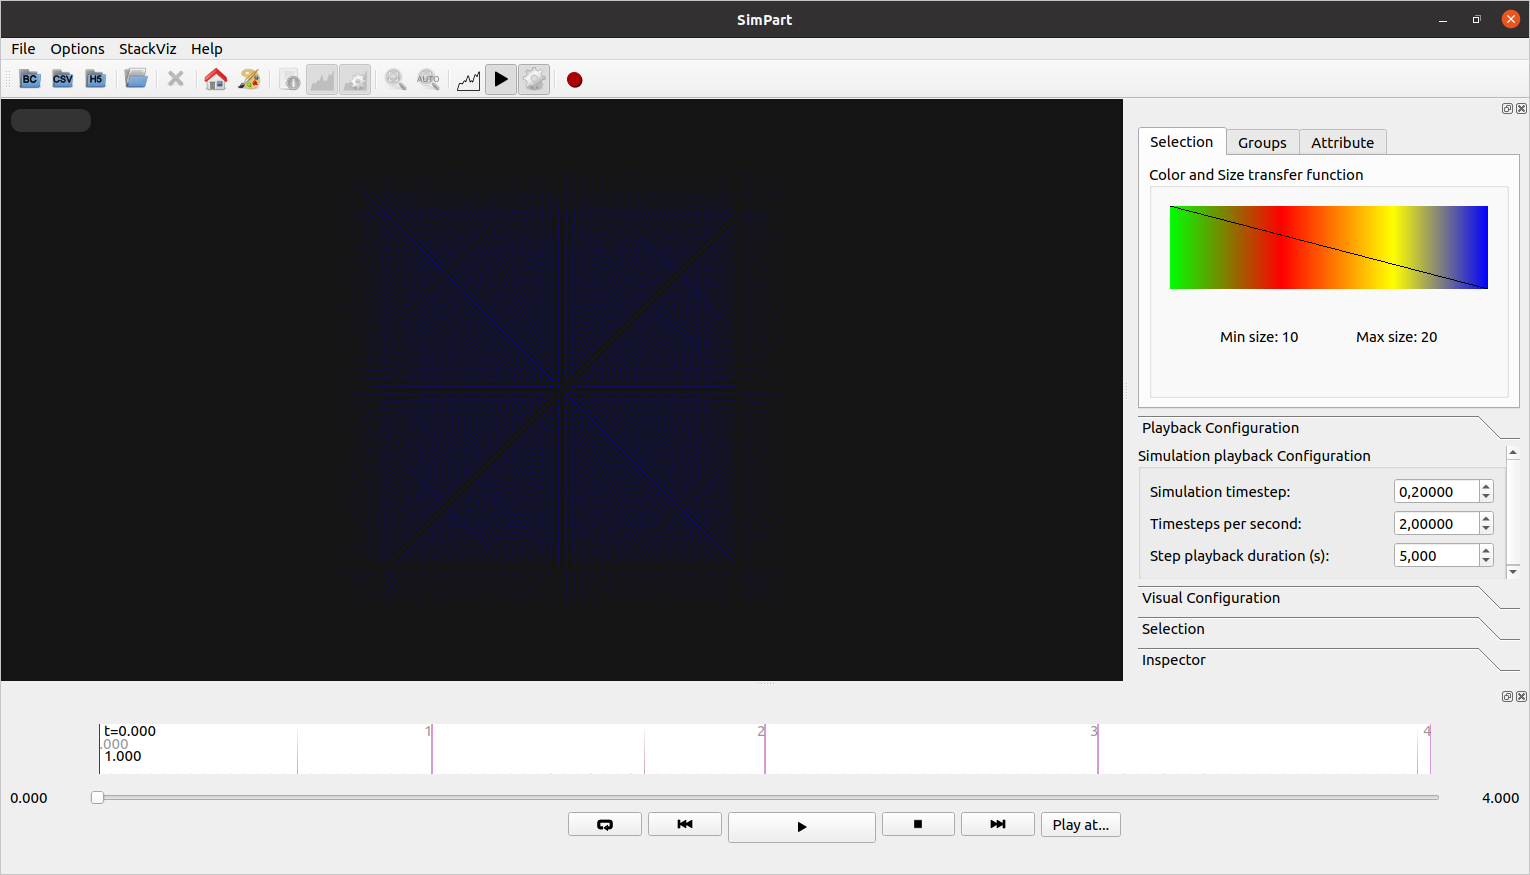 SimPart
File Options StackViz Help
BC CSV H5 AUTO
Selection Groups Attribute
Color and Size transfer function
Min size: 10 Max size: 20
Playback Configuration
Simulation playback Configuration
Simulation timestep: 0,20000
Timesteps per second: 2,00000
Step playback duration (s): 5,000
Visual Configuration
Selection
Inspector
t=0.000 1 2 3 4
.000
1.000
0.000 4.000
Play at...